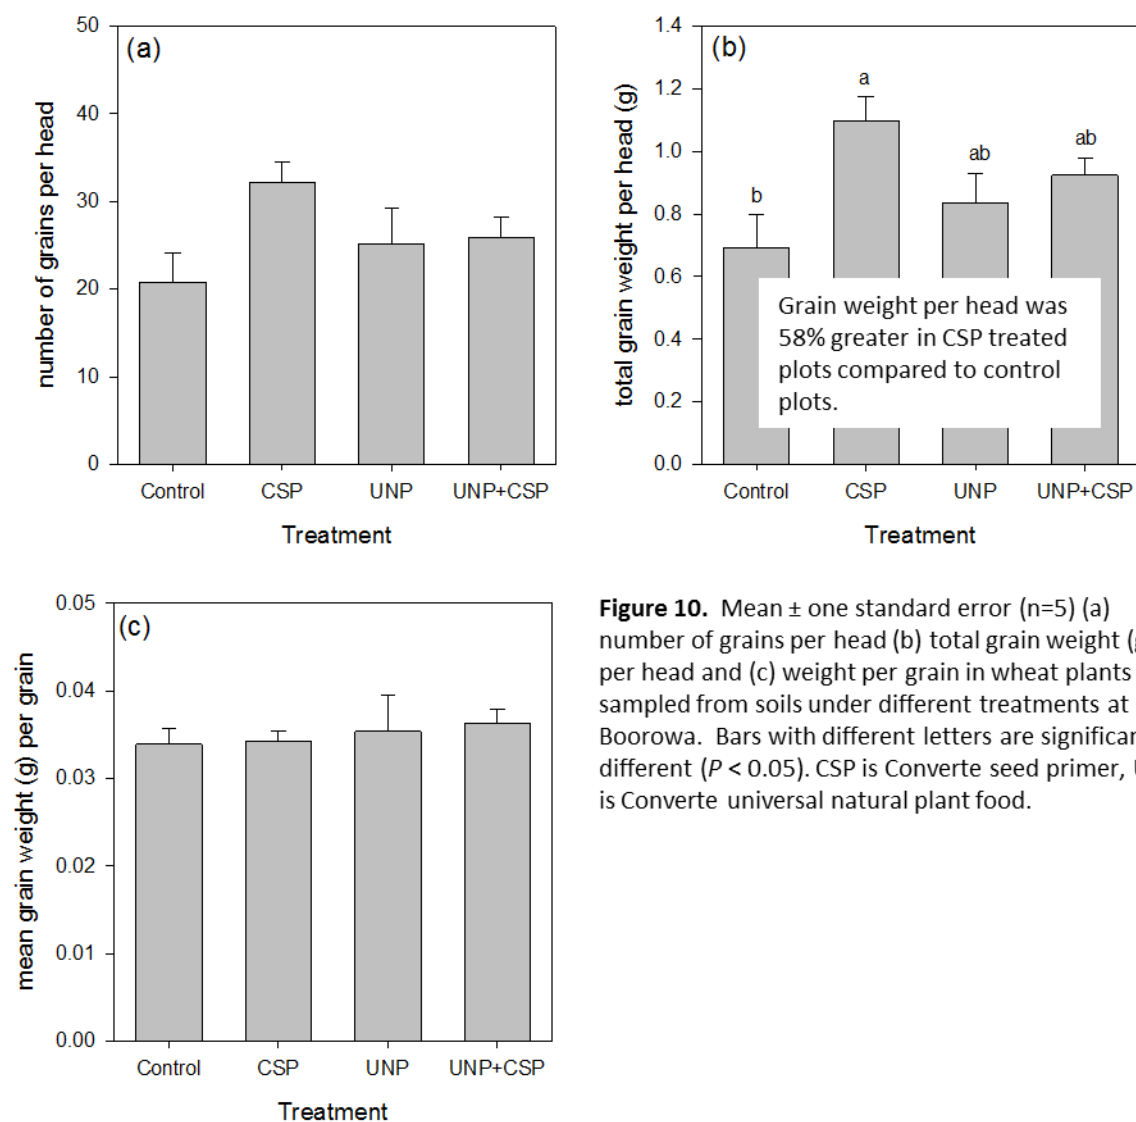 (a)
50
40
30
20
10
0
number of grains per head
Control CSP UNP UNP+CSP
Treatment
(b)
1.4
1.2
1.0
0.8
0.6
0.4
0.2
0.0
total grain weight per head (g)
b a ab ab
Grain weight per head was
58% greater in CSP treated
plots compared to control
plots.
Control CSP UNP UNP+CSP
Treatment
(c)
0.05
0.04
0.03
0.02
0.01
0.00
mean grain weight (g) per grain
Control CSP UNP UNP+CSP
Treatment
Figure 10. Mean ± one standard error (n=5) (a)
number of grains per head (b) total grain weight (g
per head and (c) weight per grain in wheat plants
sampled from soils under different treatments at
Boorowa. Bars with different letters are
different (P < 0.05). CSP is Converte seed primer,
is Converte universal natural plant food.